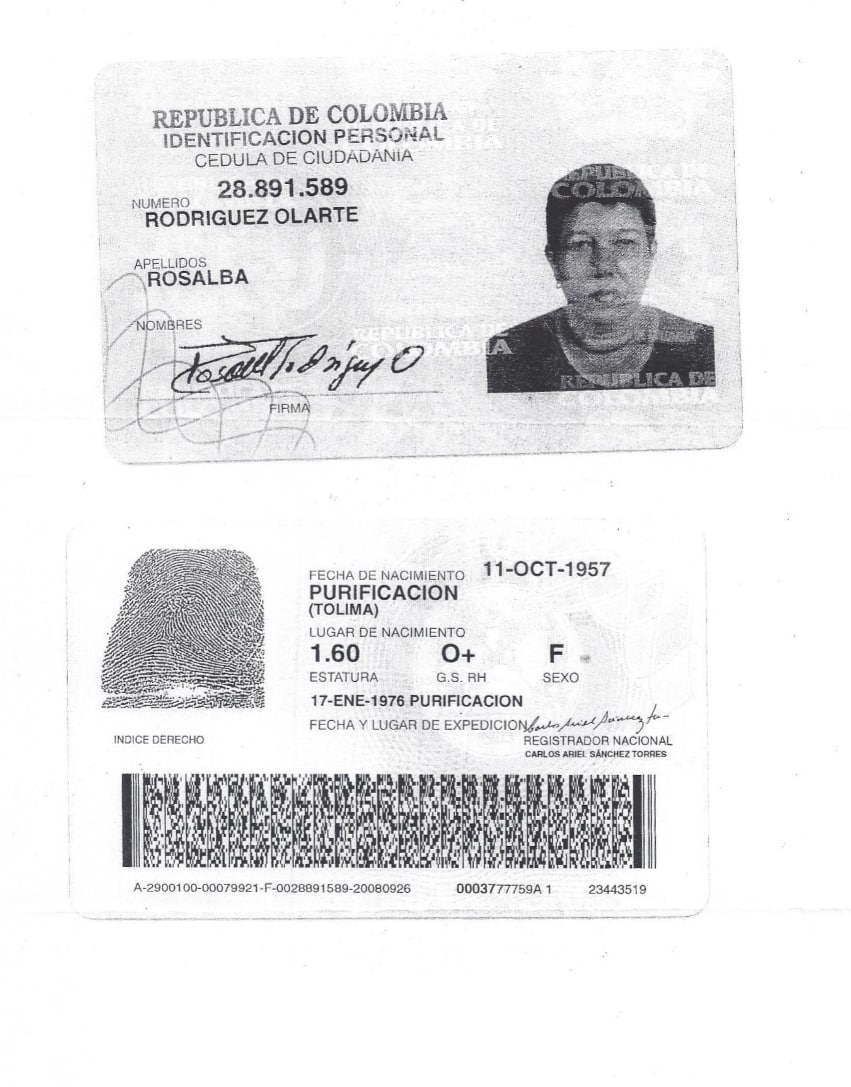 REPUBLICA DE COLOMBIA
IDENTIFICACION PERSONAL
CEDULA DE CIUDADANIA
NUMERO 28.891.589
RODRIGUEZ OLARTE
APELLIDOS
ROSALBA
NOMBRES
Rosalba Rodriguez O
FIRMA
REPUBLICA DE
COLOMBIA
REPUBLICA DE
COLOMBIA
REPUBLICA DE
COLOMBIA
FECHA DE NACIMIENTO 11-OCT-1957
PURIFICACION
(TOLIMA)
LUGAR DE NACIMIENTO
1.60 O+ F
ESTATURA G.S. RH SEXO
17-ENE-1976 PURIFICACION
FECHA Y LUGAR DE EXPEDICION
INDICE DERECHO
REGISTRADOR NACIONAL
CARLOS ARIEL SÁNCHEZ TORRES
A-2900100-00079921-F-0028891589-20080926 0003777759A 1 23443519